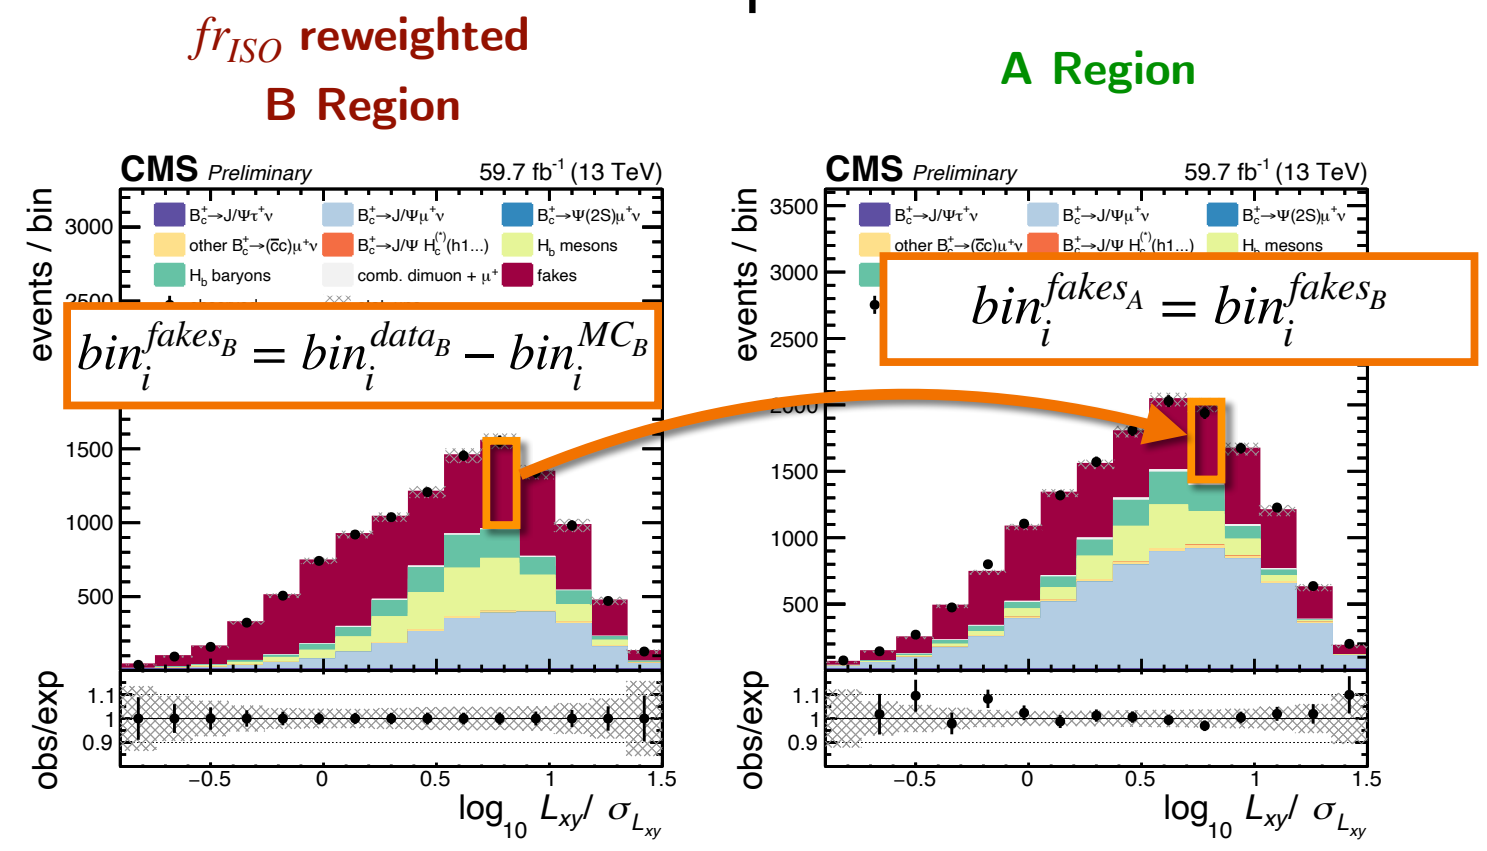 fr_ISO reweighted
B Region
A Region
CMS Preliminary 59.7 fb⁻¹ (13 TeV)
events / bin
3000
B_c⁺→J/Ψτ⁺ν B_c⁺→J/Ψμ⁺ν B_c⁺→Ψ(2S)μ⁺ν
other B_c⁺→(c̅c)μ⁺ν B_c⁺→J/Ψ H_c^(*)(h1...) H_b mesons
H_b baryons comb. dimuon + μ⁺ fakes
2500
bin_i^fakes_B = bin_i^data_B − bin_i^MC_B
1500
1000
500
obs/exp
1.1
1
0.9
−0.5 0 0.5 1 1.5
log₁₀ L_xy/ σ_L_xy
CMS Preliminary 59.7 fb⁻¹ (13 TeV)
events / bin
3500
B_c⁺→J/Ψτ⁺ν B_c⁺→J/Ψμ⁺ν B_c⁺→Ψ(2S)μ⁺ν
other B_c⁺→(c̅c)μ⁺ν B_c⁺→J/Ψ H_c^(*)(h1...) H_b mesons
3000
bin_i^fakes_A = bin_i^fakes_B
2500
2000
1500
1000
500
obs/exp
1.1
1
0.9
−0.5 0 0.5 1 1.5
log₁₀ L_xy/ σ_L_xy